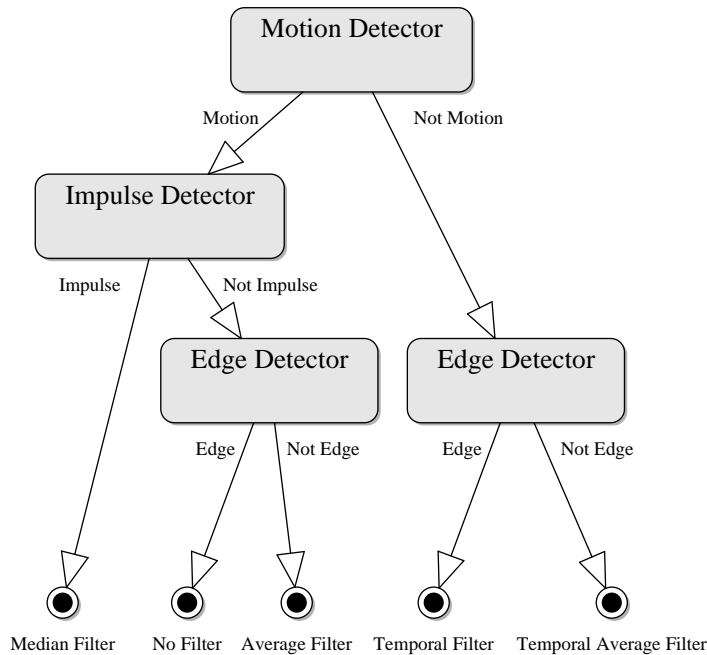 Motion Detector
Motion
Not Motion
Impulse Detector
Impulse
Not Impulse
Edge Detector
Edge Detector
Edge
Not Edge
Edge
Not Edge
Median Filter
No Filter
Average Filter
Temporal Filter
Temporal Average Filter